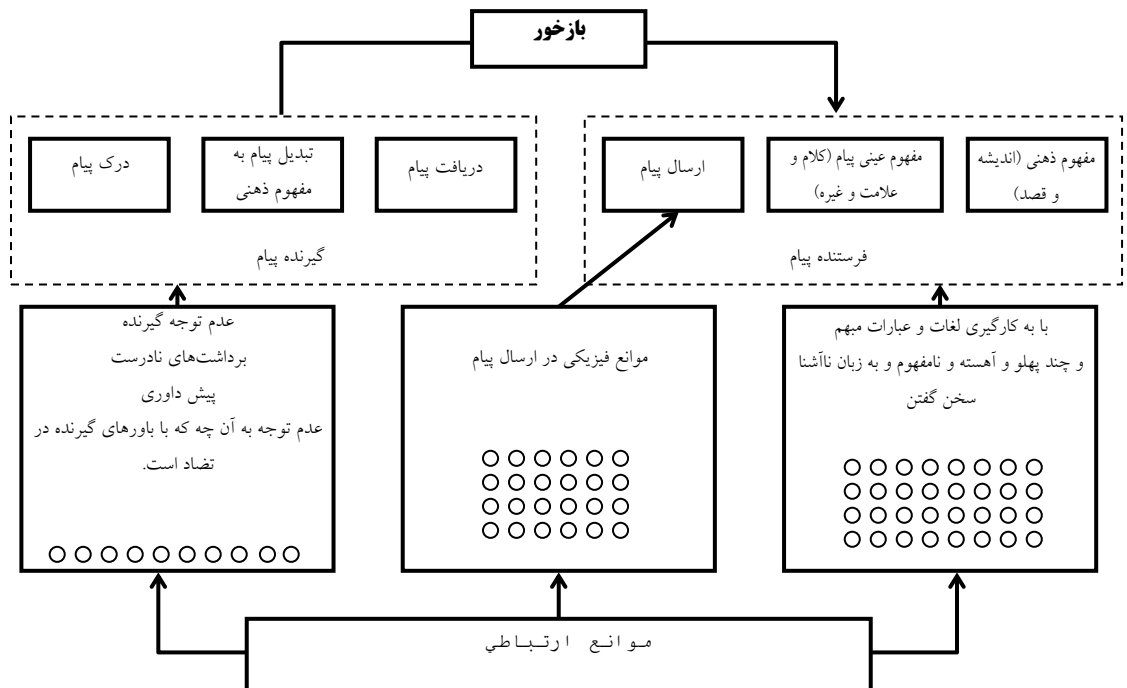 بازخور
مفهوم ذهنی (اندیشه
و قصد)
مفهوم عینی پیام (کلام و
علامت و غیره)
ارسال پیام
فرستنده پیام
دریافت پیام
تبدیل پیام به
مفهوم ذهنی
درک پیام
گیرنده پیام
با به کارگیری لغات و عبارات مبهم
و چند پهلو و آهسته و نامفهوم و به زبان ناآشنا
سخن گفتن
موانع فیزیکی در ارسال پیام
عدم توجه گیرنده
برداشت‌های نادرست
پیش داوری
عدم توجه به آن چه که با باورهای گیرنده در
تضاد است.
موانع ارتباطي